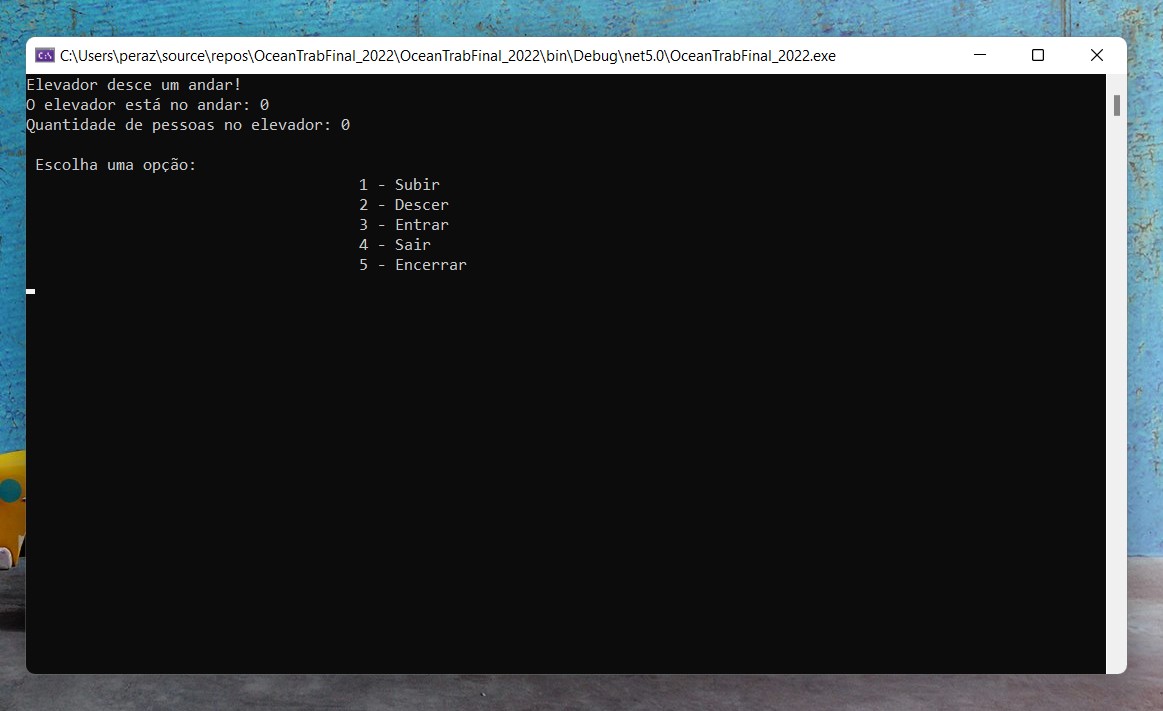 C:\Users\peraz\source\repos\OceanTrabFinal_2022\OceanTrabFinal_2022\bin\Debug\net5.0\OceanTrabFinal_2022.exe
Elevador desce um andar!
O elevador está no andar: 0
Quantidade de pessoas no elevador: 0
Escolha uma opção:
1 - Subir
2 - Descer
3 - Entrar
4 - Sair
5 - Encerrar